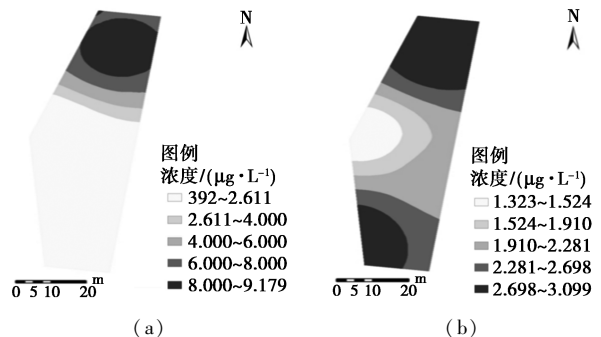 N
图例
浓度/(μg·L⁻¹)
392~2.611
2.611~4.000
4.000~6.000
6.000~8.000
8.000~9.179
0 5 10 20 m
(a)
N
图例
浓度/(μg·L⁻¹)
1.323~1.524
1.524~1.910
1.910~2.281
2.281~2.698
2.698~3.099
0 5 10 20 m
(b)